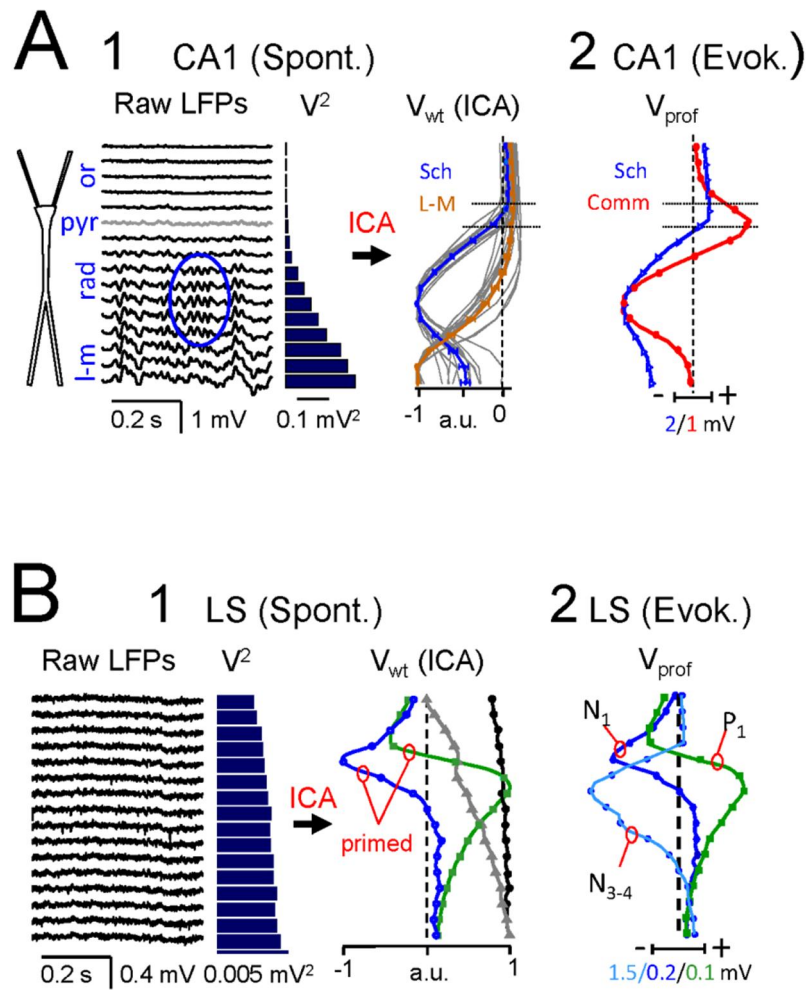 A 1 CA1 (Spont.) 2 CA1 (Evok.)
Raw LFPs V² Vwt (ICA) Vprof
or
pyr
rad
l-m
ICA
Sch
L-M
Sch
Comm
0.2 s 1 mV 0.1 mV² -1 a.u. 0
- +
2/1 mV
B 1 LS (Spont.) 2 LS (Evok.)
Raw LFPs V² Vwt (ICA) Vprof
ICA
primed
N1
P1
N3-4
0.2 s 0.4 mV 0.005 mV² -1 a.u. 1
- +
1.5/0.2/0.1 mV